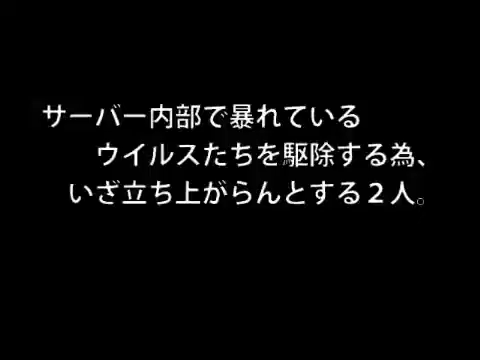 サーバー内部で暴れている
ウイルスたちを駆除する為、
いざ立ち上がらんとする２人。